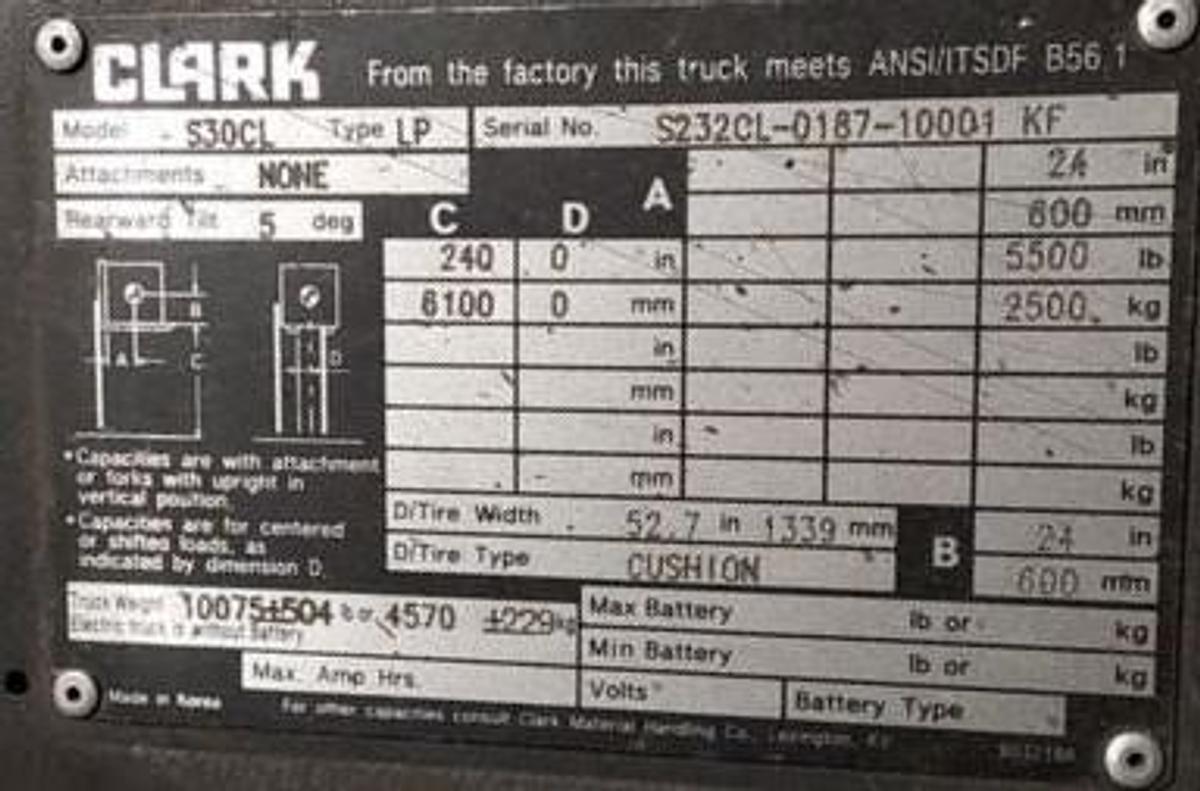 CLARK From the factory this truck meets ANSI/ITSDF B56.1
Model S30CL Type LP Serial No. S232CL-0187-10001 KF
Attachments NONE A 24 in
Rearward Tilt 5 deg C D 600 mm
240 0 in 5500 lb
6100 0 mm 2500 kg
in lb
mm kg
in lb
mm kg
B
A C D
*Capacities are with attachment
or forks with upright in
vertical position.
*Capacities are for centered
or shifted loads, as
indicated by dimension D.
D/Tire Width 52.7 in 1339 mm B 24 in
D/Tire Type CUSHION 600 mm
Truck Weight 10075±504 lb or 4570 ±229 kg
Electric truck is without Battery
Max Battery lb or kg
Min Battery lb or kg
Max. Amp Hrs. Volts Battery Type
Made in Korea For other capacities consult Clark Material Handling Co. Lexington, KY